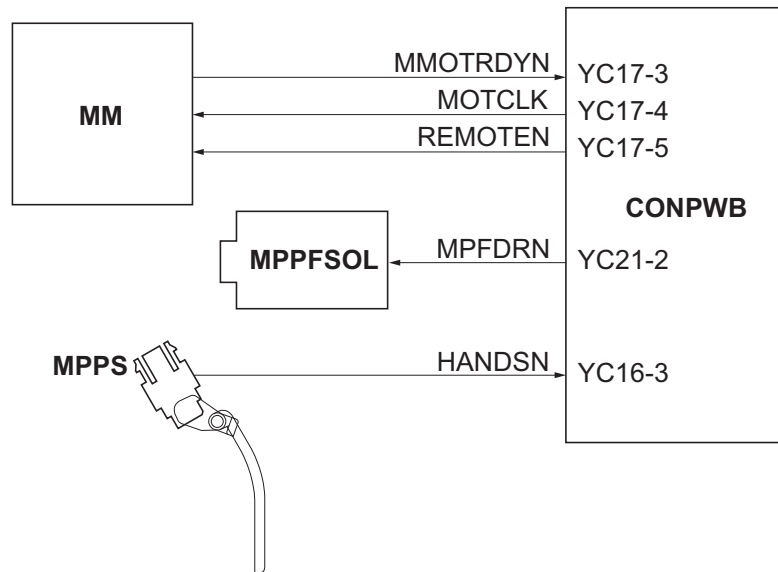 MM MMOTRDYN YC17-3
MOTCLK YC17-4
REMOTEN YC17-5
CONPWB
MPPFSOL MPFDRN YC21-2
MPPS HANDSN YC16-3